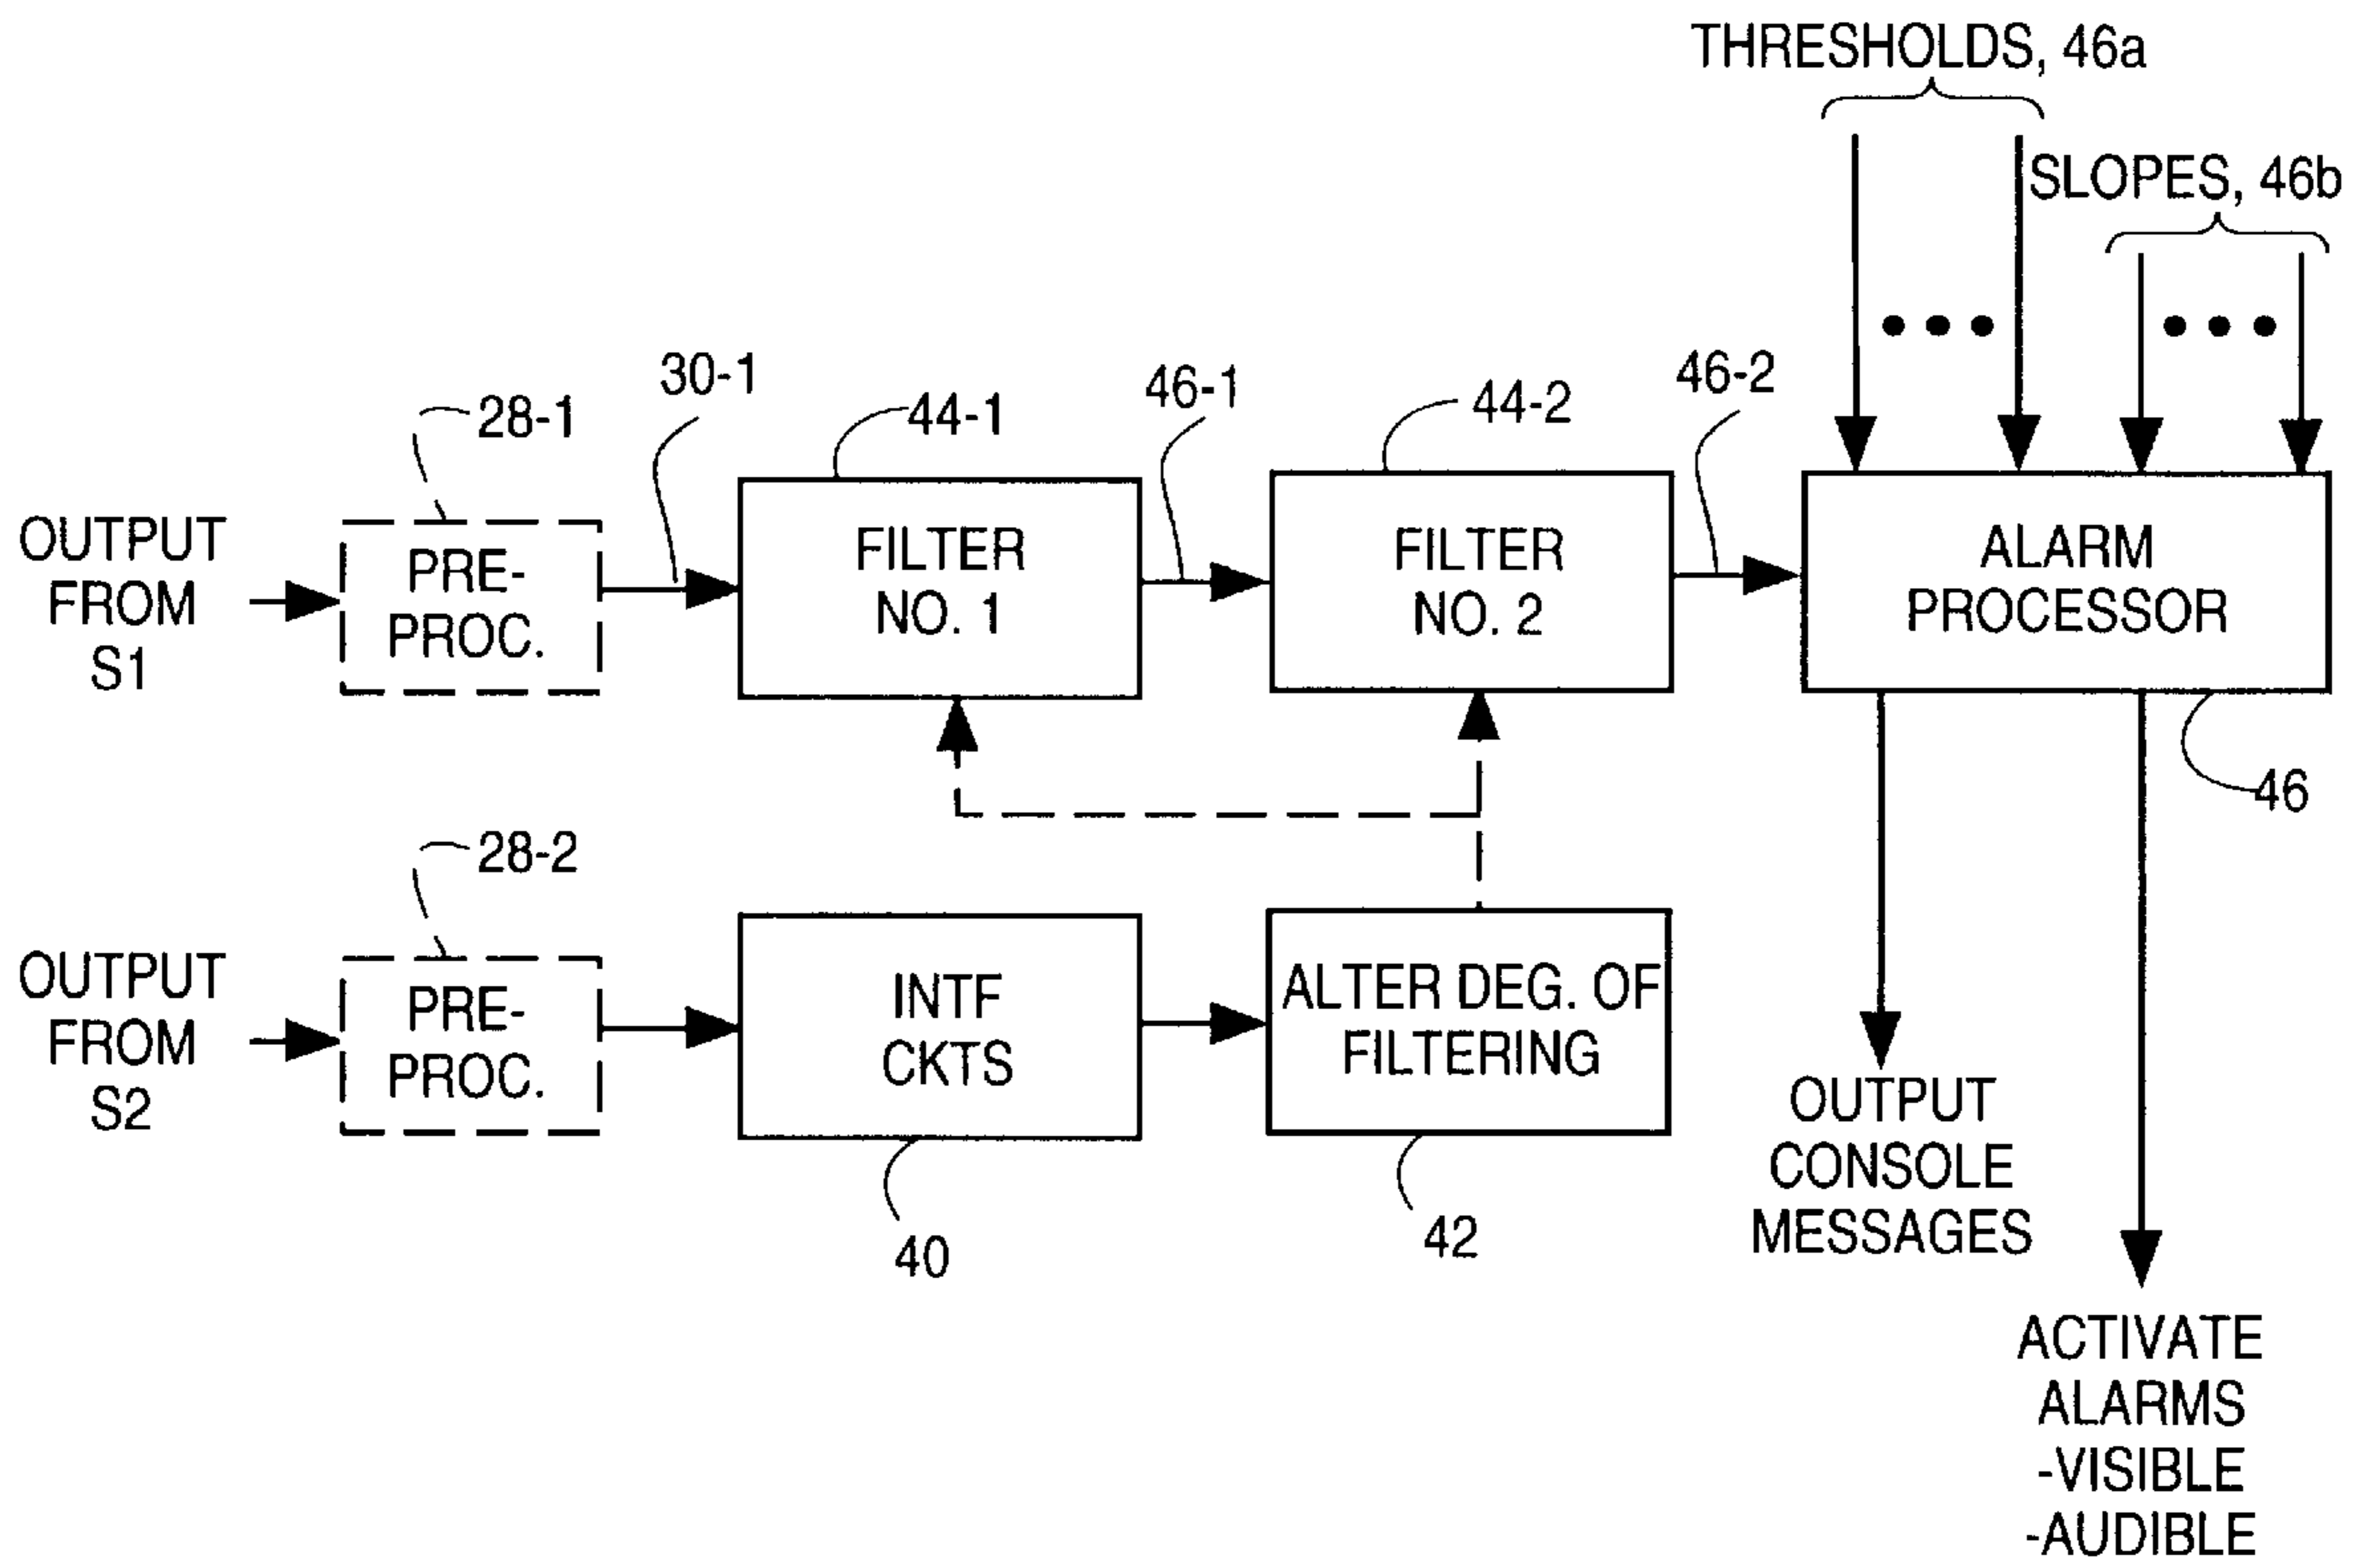 THRESHOLDS, 46a
SLOPES, 46b
30-1
46-1
46-2
28-1
44-1
44-2
OUTPUT
FROM
S1
PRE-
PROC.
FILTER
NO. 1
FILTER
NO. 2
ALARM
PROCESSOR
46
28-2
OUTPUT
FROM
S2
PRE-
PROC.
INTF
CKTS
ALTER DEG. OF
FILTERING
40
42
OUTPUT
CONSOLE
MESSAGES
ACTIVATE
ALARMS
-VISIBLE
-AUDIBLE